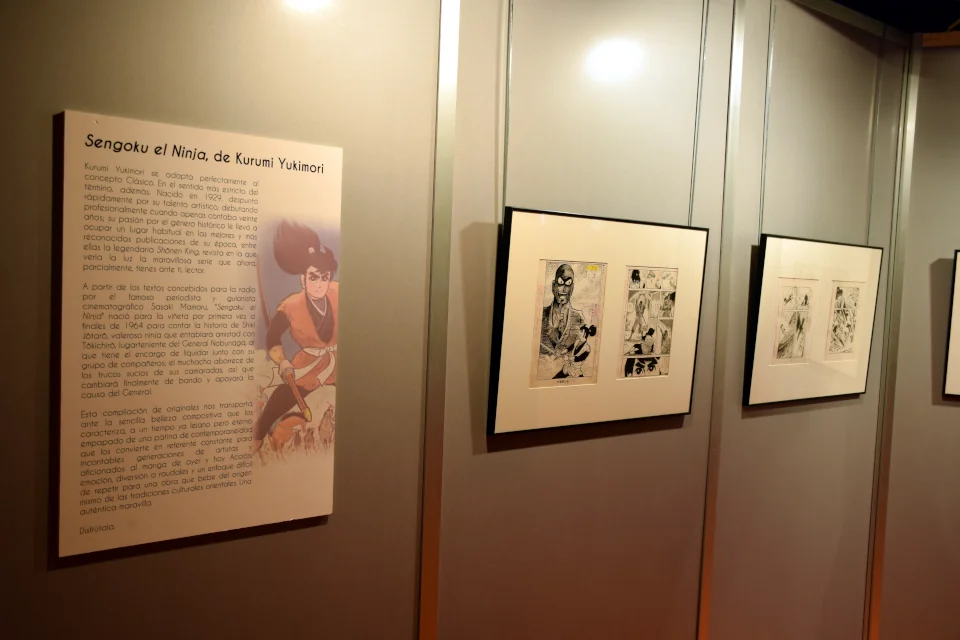 Sengoku el Ninja, de Kurumi Yukimori
Kurumi Yukimori se adapta perfectamente al
concepto Clásico. En el sentido más estricto del
término, además. Nacido en 1929, despunta
rápidamente por su talento artístico, debutando
profesionalmente cuando apenas contaba veinte
años; su pasión por el género histórico le llevó a
ocupar un lugar habitual en las mejores y más
reconocidas publicaciones de su época, entre
ellas la legendaria Shônen King, revista en la que
vería la luz la maravillosa serie que ahora,
parcialmente, tienes ante ti, lector.
A partir de los textos concebidos para la radio
por el famoso periodista y guionista
cinematográfico Sasaki Mamoru, "Sengoku el
Ninja" nació para la viñeta por primera vez a
finales de 1964 para contar la historia de Shiki
Jôtarô, valeroso ninja que entablará amistad con
Tôkichirô, lugarteniente del General Nobunaga, al
que tiene el encargo de liquidar junto con su
grupo de compañeros; el muchacho aborrece de
los trucos sucios de sus camaradas, así que
cambiará finalmente de bando y apoyará la
causa del General.
Esta compilación de originales nos transporta
ante la sencilla belleza compositiva que los
caracteriza, a un tiempo ya lejano pero eterno,
empapado de una pátina de contemporaneidad
que los convierte en referente constante para
incontables generaciones de artistas y
aficionados al manga de ayer y hoy. Acción,
emoción, diversión a raudales y un enfoque difícil
de repetir para una obra que bebe del origen
mismo de las tradiciones culturales orientales. Una
auténtica maravilla.
Disfrútala.